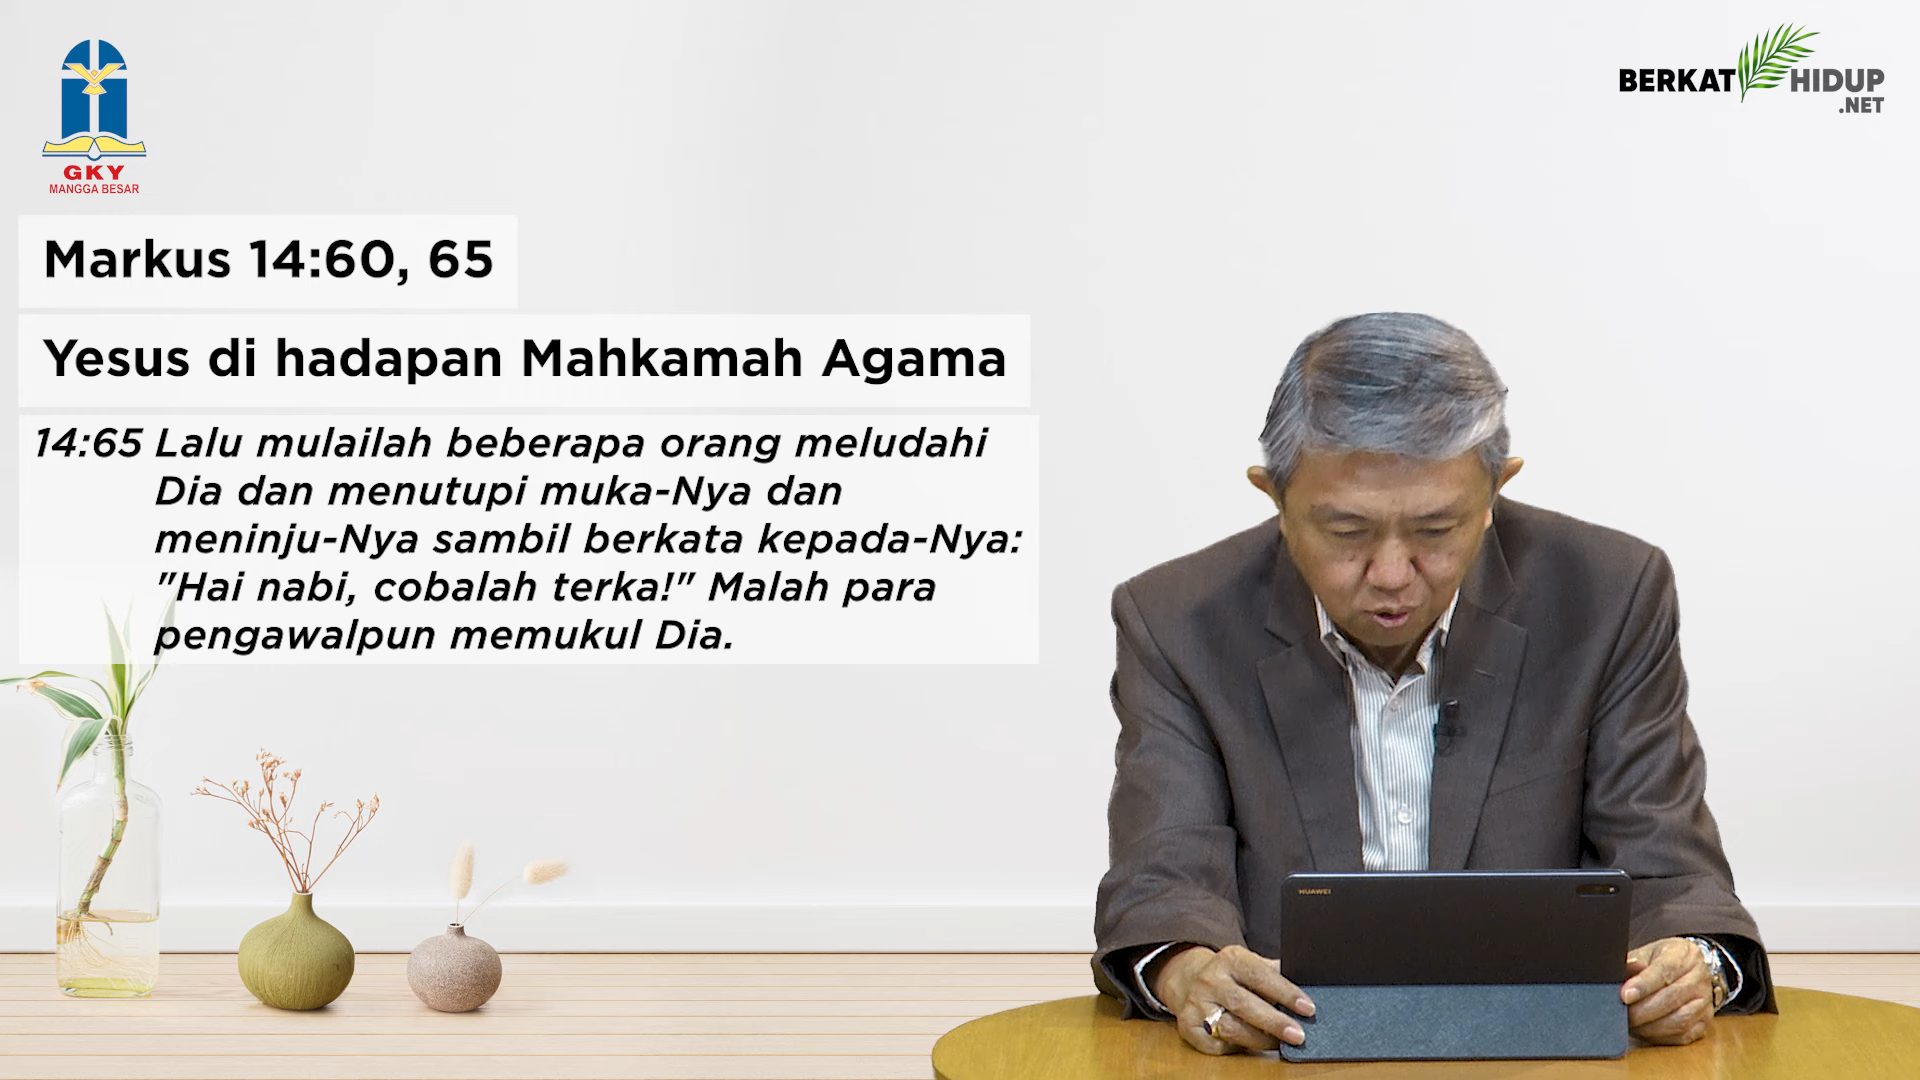 GKY
MANGGA BESAR
BERKAT HIDUP
.NET
Markus 14:60, 65
Yesus di hadapan Mahkamah Agama
14:65 Lalu mulailah beberapa orang meludahi
Dia dan menutupi muka-Nya dan
meninju-Nya sambil berkata kepada-Nya:
"Hai nabi, cobalah terka!" Malah para
pengawalpun memukul Dia.
HUAWEI